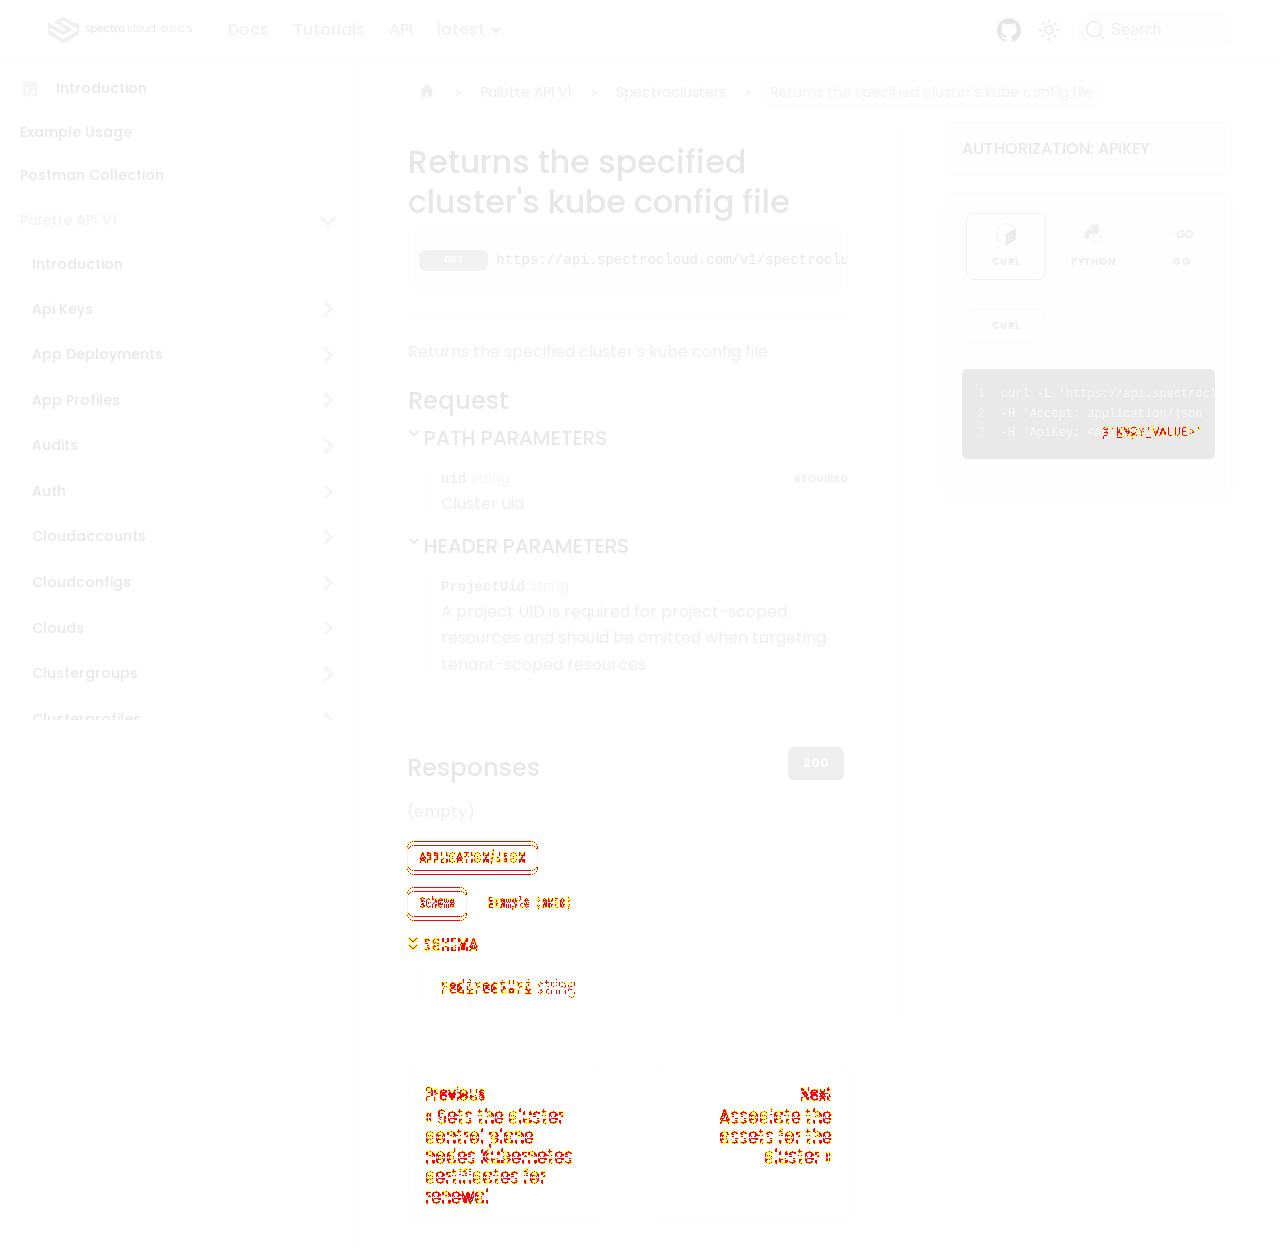 spectro cloud DOCS Docs Tutorials API latest Search
Introduction
Example Usage
Postman Collection
Palette API V1
Introduction
Api Keys
App Deployments
App Profiles
Audits
Auth
Cloudaccounts
Cloudconfigs
Clouds
Clustergroups
Clusterprofiles
Palette API V1 Spectroclusters Returns the specified cluster's kube config file
Returns the specified
cluster's kube config file
GET https://api.spectrocloud.com/v1/spectroclu
Returns the specified cluster's kube config file
Request
PATH PARAMETERS
uid string REQUIRED
Cluster uid
HEADER PARAMETERS
ProjectUid string
A project UID is required for project-scoped
resources and should be omitted when targeting
tenant-scoped resources
Responses 200
(empty)
APPLICATION/JSON
Schema Example (auto)
SCHEMA
redirectUri string
Previous
« Gets the cluster
control plane
nodes Kubernetes
certificates for
renewal
Next
Associate the
assets for the
cluster »
AUTHORIZATION: APIKEY
CURL PYTHON GO
CURL
1 curl -L 'https://api.spectrocl
2 -H 'Accept: application/json'
3 -H 'ApiKey: VALUE>'